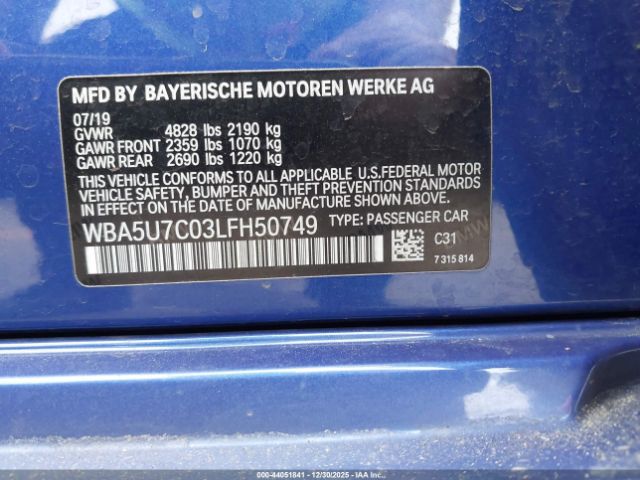 MFD BY BAYERISCHE MOTOREN WERKE AG
07/19
GVWR 4828 lbs 2190 kg
GAWR FRONT 2359 lbs 1070 kg
GAWR REAR 2690 lbs 1220 kg
THIS VEHICLE CONFORMS TO ALL APPLICABLE U.S.FEDERAL MOTOR
VEHICLE SAFETY, BUMPER AND THEFT PREVENTION STANDARDS
IN EFFECT ON THE DATE OF MANUFACTURE SHOWN ABOVE.
WBA5U7C03LFH50749 TYPE: PASSENGER CAR
C31
7 315 814
000-44051841 - 12/30/2025 - IAA Inc.